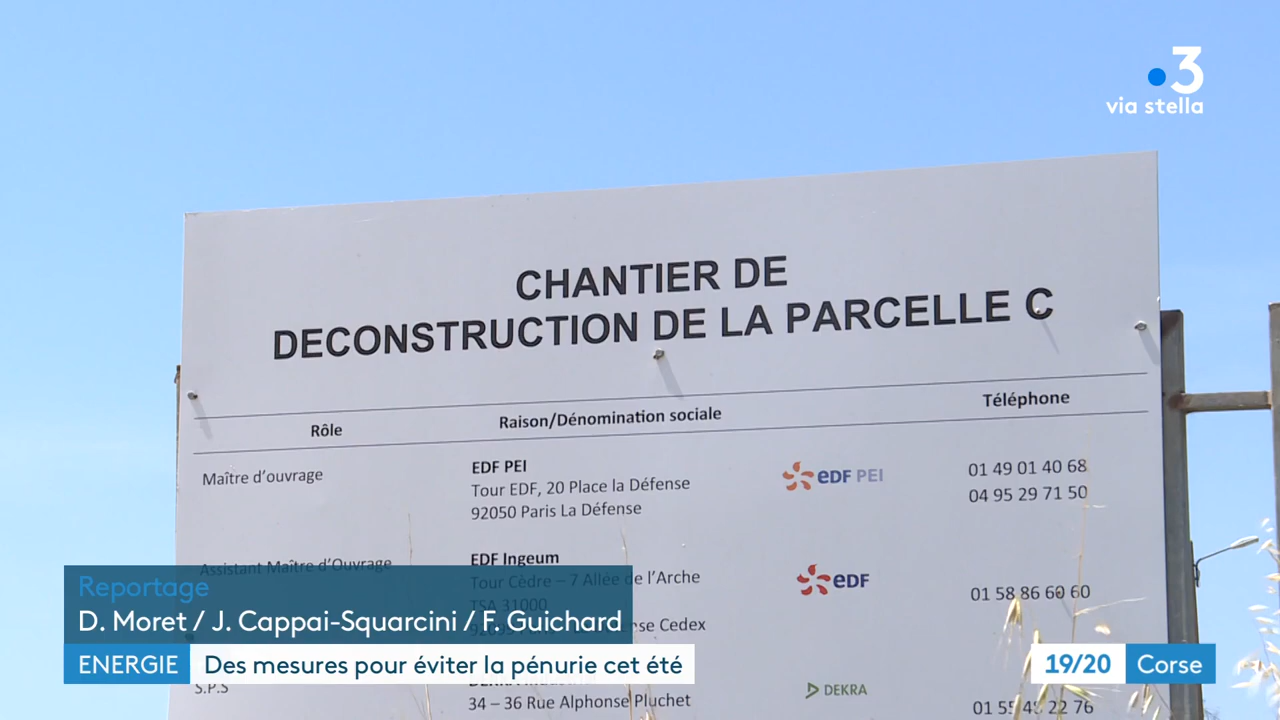 3
via stella
CHANTIER DE
DECONSTRUCTION DE LA PARCELLE C
Rôle Raison/Dénomination sociale Téléphone
Maître d'ouvrage
EDF PEI
Tour EDF, 20 Place la Défense
92050 Paris La Défense
eDF PEI
01 49 01 40 68
04 95 29 71 50
Assistant Maître d'Ouvrage
EDF Ingeum
Tour Cèdre – 7 Allée de l'Arche
TSA 31000
Cedex
eDF
01 58 86 60 60
S.P.S
34 – 36 Rue Alphonse Pluchet
DEKRA
01 55 48 22 76
Reportage
D. Moret / J. Cappai-Squarcini / F. Guichard
ENERGIE Des mesures pour éviter la pénurie cet été
19/20 Corse